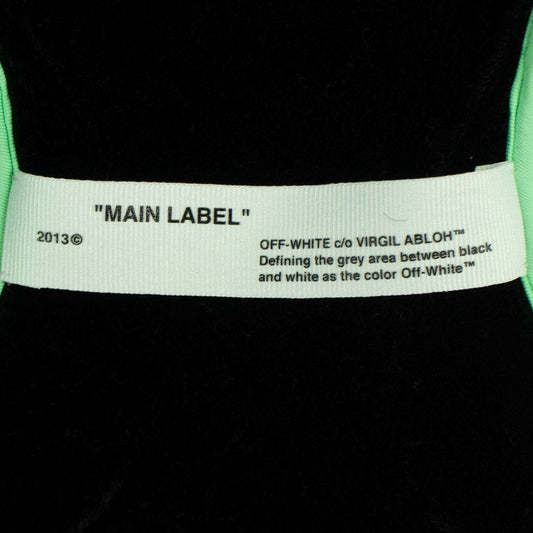 "MAIN LABEL"
2013©
OFF-WHITE c/o VIRGIL ABLOH™
Defining the grey area between black
and white as the color Off-White™